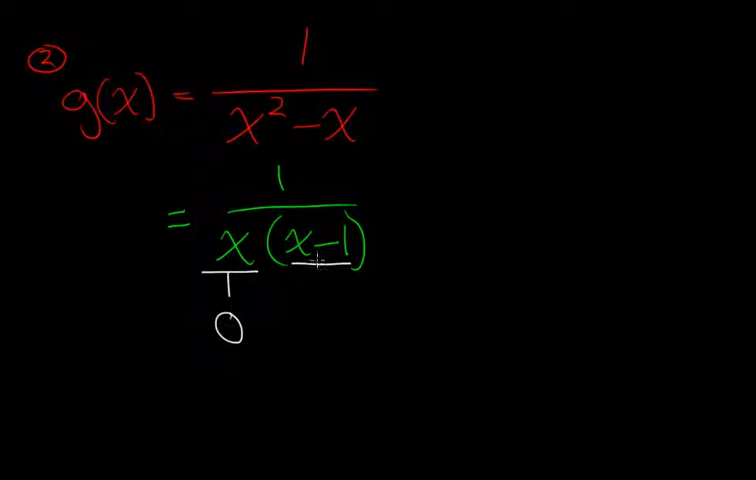 ②
g(x) = 1/(x² - x)
= 1/(x(x-1))
0